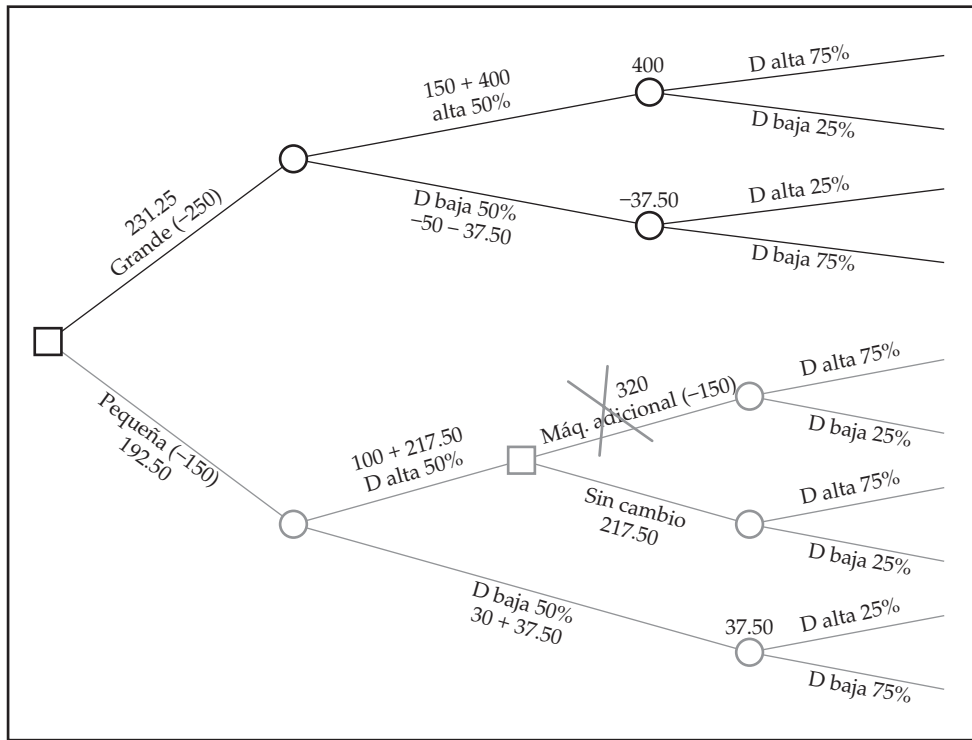 231.25
Grande (−250)
150 + 400
alta 50%
400
D alta 75%
D baja 25%
D baja 50%
−50 − 37.50
−37.50
D alta 25%
D baja 75%
Pequeña (−150)
192.50
100 + 217.50
D alta 50%
320
Máq. adicional (−150)
D alta 75%
D baja 25%
Sin cambio
217.50
D alta 75%
D baja 25%
D baja 50%
30 + 37.50
37.50
D alta 25%
D baja 75%